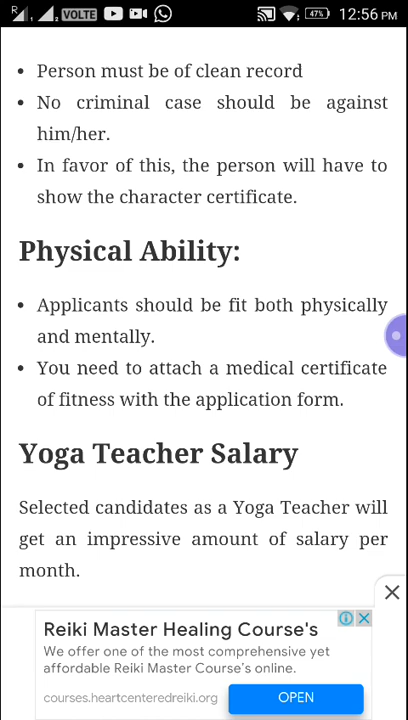 R VOLTE 47% 12:56 PM
• Person must be of clean record
• No criminal case should be against
him/her.
• In favor of this, the person will have to
show the character certificate.
Physical Ability:
• Applicants should be fit both physically
and mentally.
• You need to attach a medical certificate
of fitness with the application form.
Yoga Teacher Salary
Selected candidates as a Yoga Teacher will
get an impressive amount of salary per
month.
Reiki Master Healing Course's
We offer one of the most comprehensive yet
affordable Reiki Master Course's online.
courses.heartcenteredreiki.org OPEN